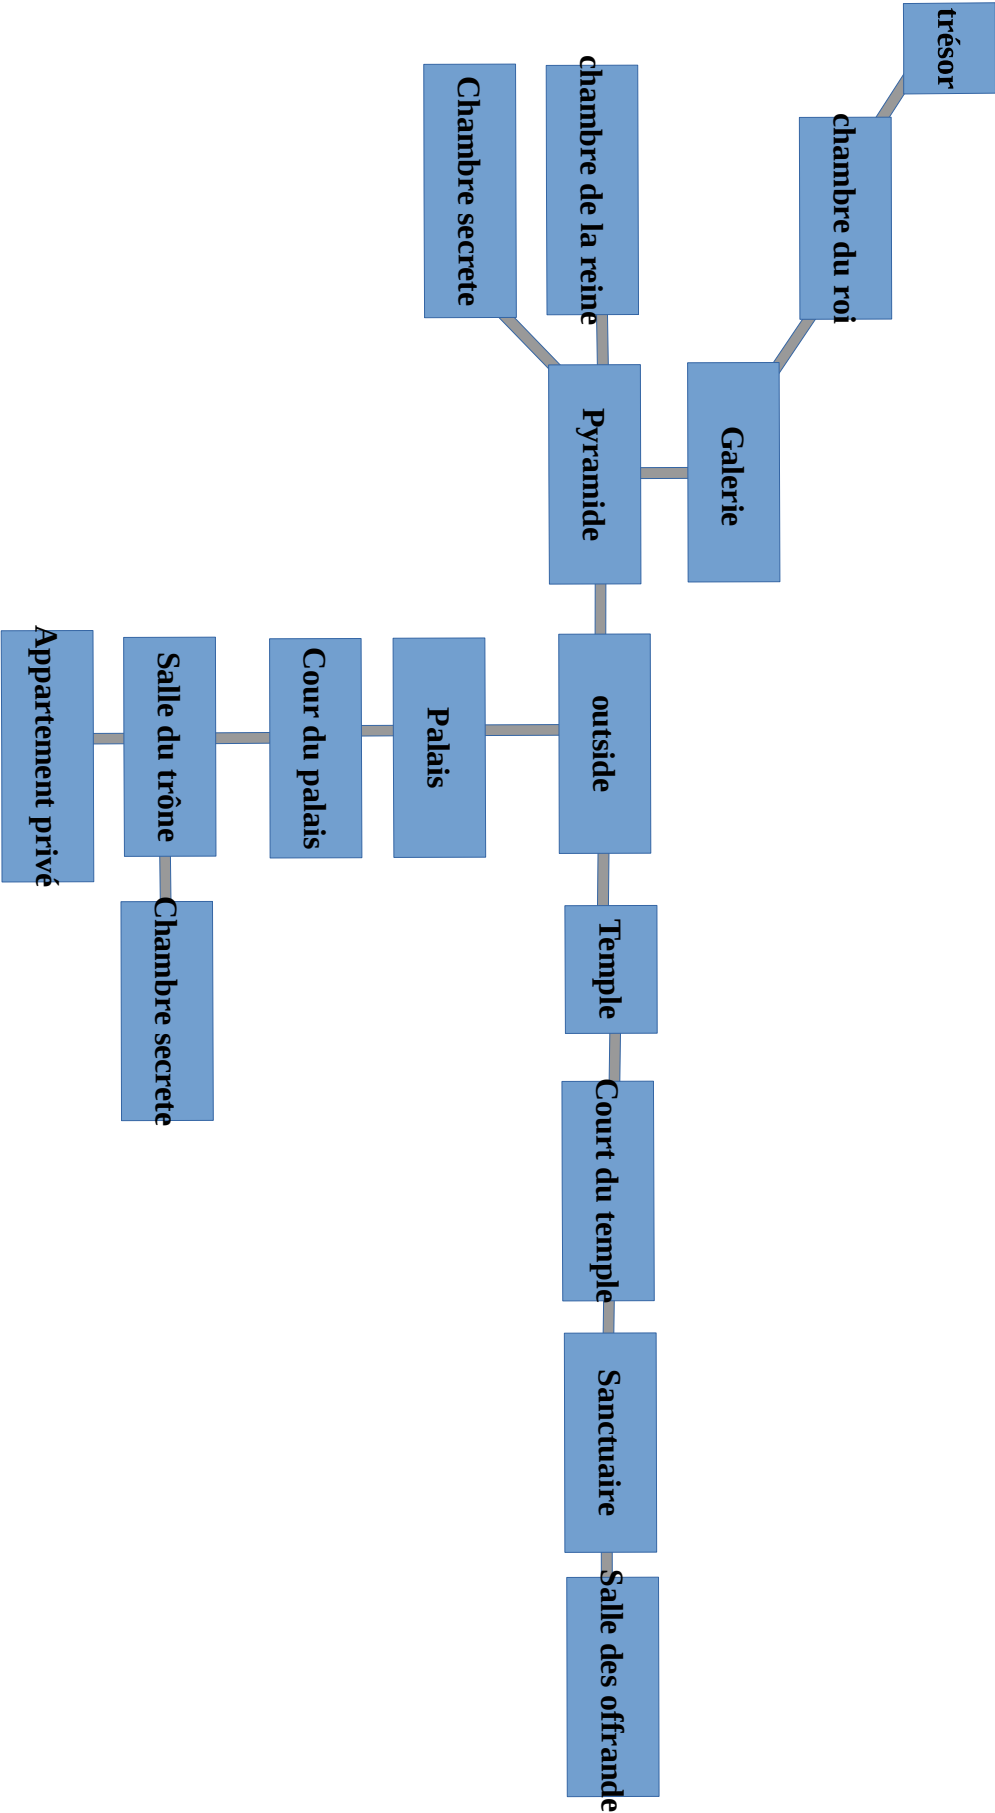 trésor
chambre du roi
chambre de la reine
Chambre secrete
Galerie
Pyramide
outside
Palais
Cour du palais
Salle du trône
Appartement privé
Chambre secrete
Temple
Court du temple
Sanctuaire
Salle des offrande